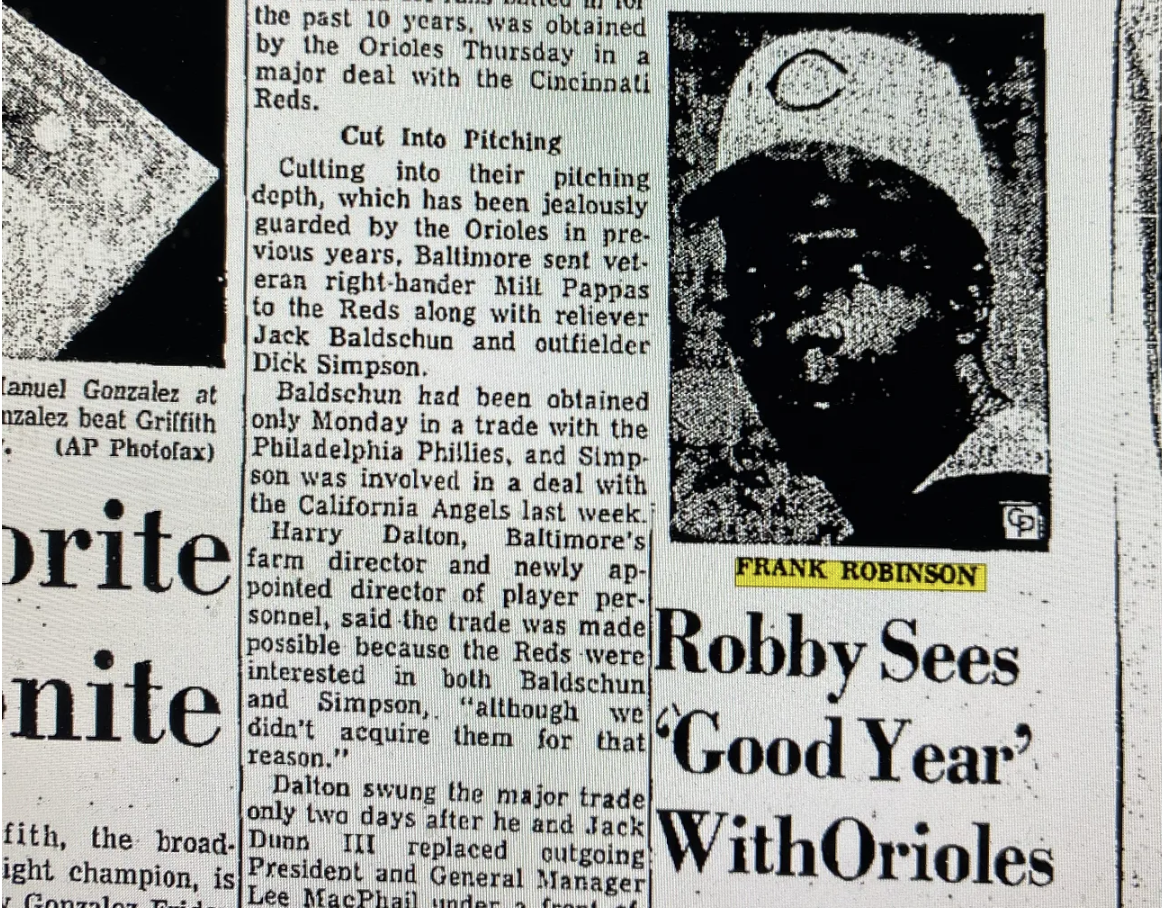 the past 10 years, was obtained
by the Orioles Thursday in a
major deal with the Cincinnati
Reds.
Cut Into Pitching
Cutting into their pitching
depth, which has been jealously
guarded by the Orioles in pre-
vious years, Baltimore sent vet-
eran right-hander Milt Pappas
to the Reds along with reliever
Jack Baldschun and outfielder
Dick Simpson.
Baldschun had been obtained
only Monday in a trade with the
Philadelphia Phillies, and Simp-
son was involved in a deal with
the California Angels last week.
Harry Dalton, Baltimore's
farm director and newly ap-
pointed director of player per-
sonnel, said the trade was made
possible because the Reds were
interested in both Baldschun
and Simpson, "although we
didn't acquire them for that
reason."
Dalton swung the major trade
only two days after he and Jack
Dunn III replaced outgoing
President and General Manager
Lee MacPhail under a
anuel Gonzalez at
nzalez beat Griffith
(AP Photofax)
orite
nite
fith, the broad-
ight champion, is
Gonzalez
C
CP
FRANK ROBINSON
Robby Sees
'Good Year'
With Orioles